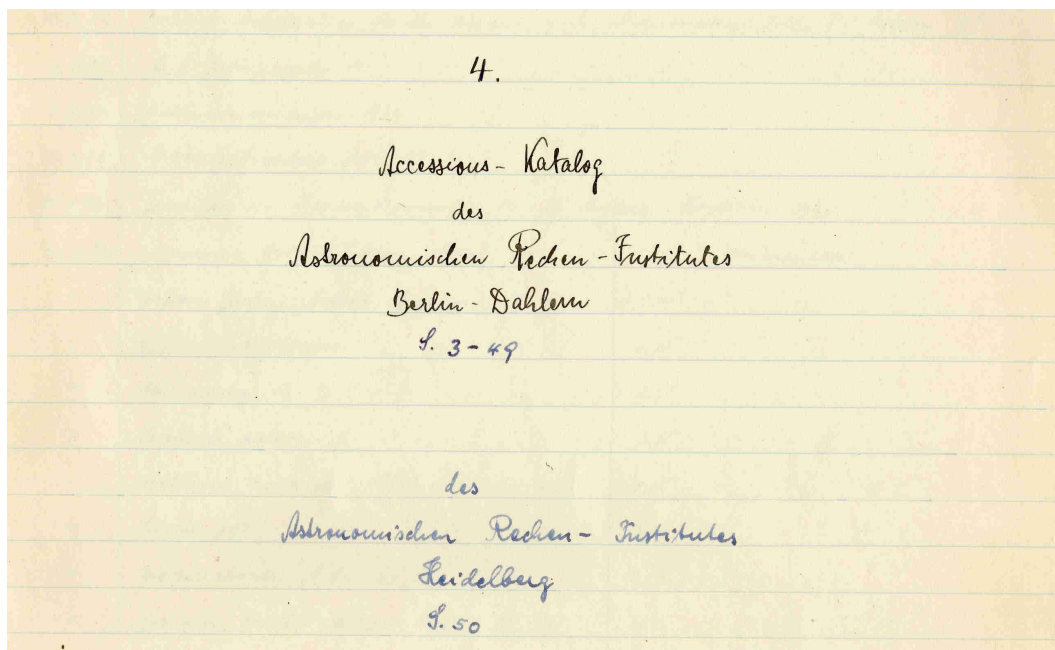 4.
Accessions - Katalog
des
Astronomischen Rechen - Institutes
Berlin - Dahlem
S. 3 - 49
des
Astronomischen Rechen - Institutes
Heidelberg
S. 50